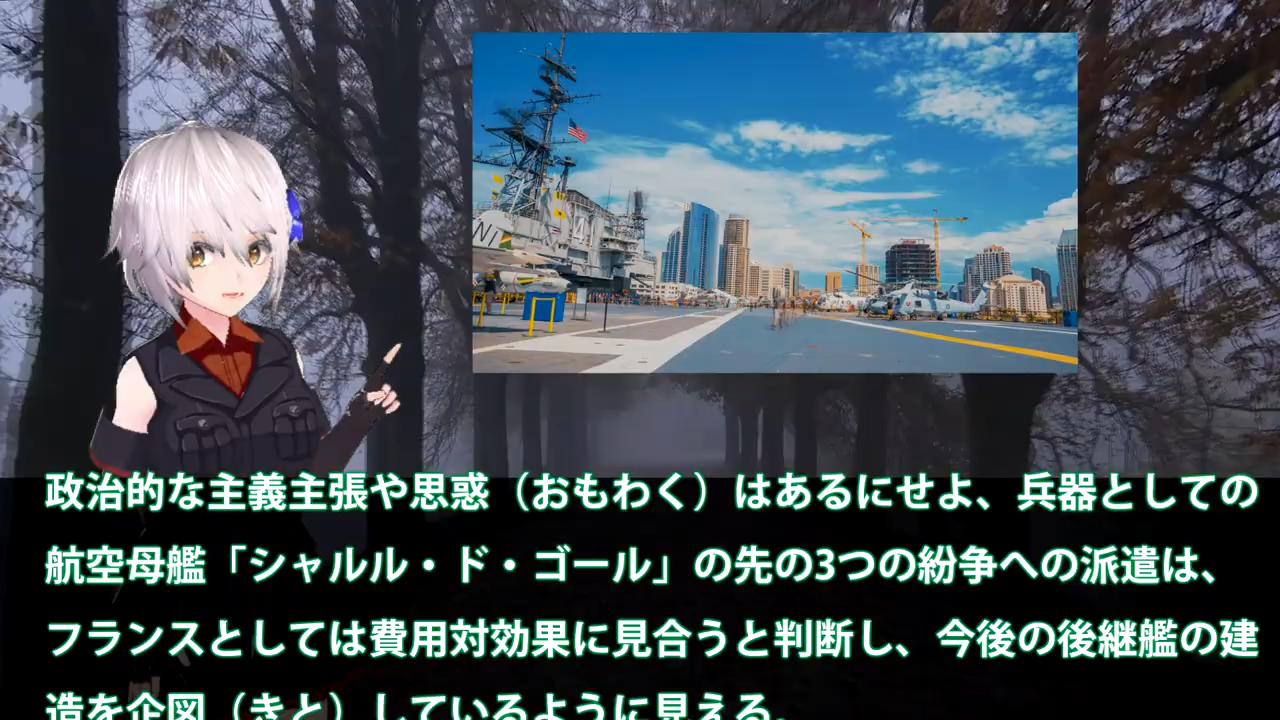 NI
41
政治的な主義主張や思惑（おもわく）はあるにせよ、兵器としての
航空母艦「シャルル・ド・ゴール」の先の3つの紛争への派遣は、
フランスとしては費用対効果に見合うと判断し、今後の後継艦の建
造を企図（きと）しているように見える。